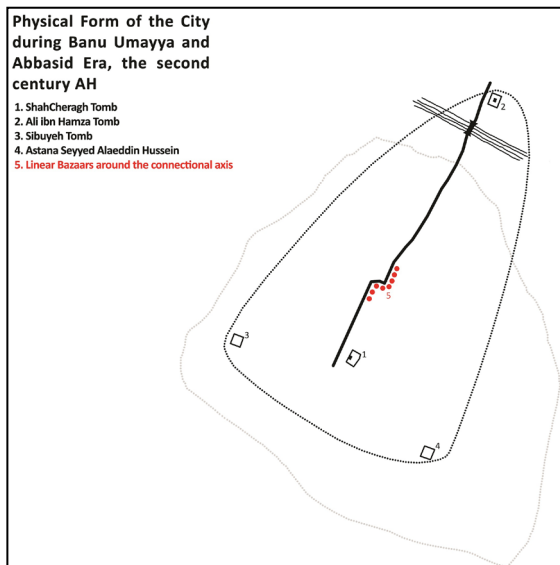 Physical Form of the City
during Banu Umayya and
Abbasid Era, the second
century AH
1. ShahCheragh Tomb
2. Ali ibn Hamza Tomb
3. Sibuyeh Tomb
4. Astana Seyyed Alaeddin Hussein
5. Linear Bazaars around the connectional axis
2
5
3
1
4